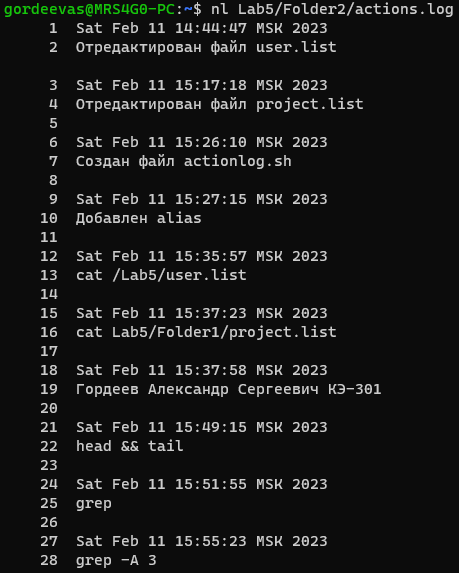 gordeevas@MRS4G0-PC:~$ nl Lab5/Folder2/actions.log
1 Sat Feb 11 14:44:47 MSK 2023
2 Отредактирован файл user.list
3 Sat Feb 11 15:17:18 MSK 2023
4 Отредактирован файл project.list
5
6 Sat Feb 11 15:26:10 MSK 2023
7 Создан файл actionlog.sh
8
9 Sat Feb 11 15:27:15 MSK 2023
10 Добавлен alias
11
12 Sat Feb 11 15:35:57 MSK 2023
13 cat /Lab5/user.list
14
15 Sat Feb 11 15:37:23 MSK 2023
16 cat Lab5/Folder1/project.list
17
18 Sat Feb 11 15:37:58 MSK 2023
19 Гордеев Александр Сергеевич КЭ-301
20
21 Sat Feb 11 15:49:15 MSK 2023
22 head && tail
23
24 Sat Feb 11 15:51:55 MSK 2023
25 grep
26
27 Sat Feb 11 15:55:23 MSK 2023
28 grep -A 3